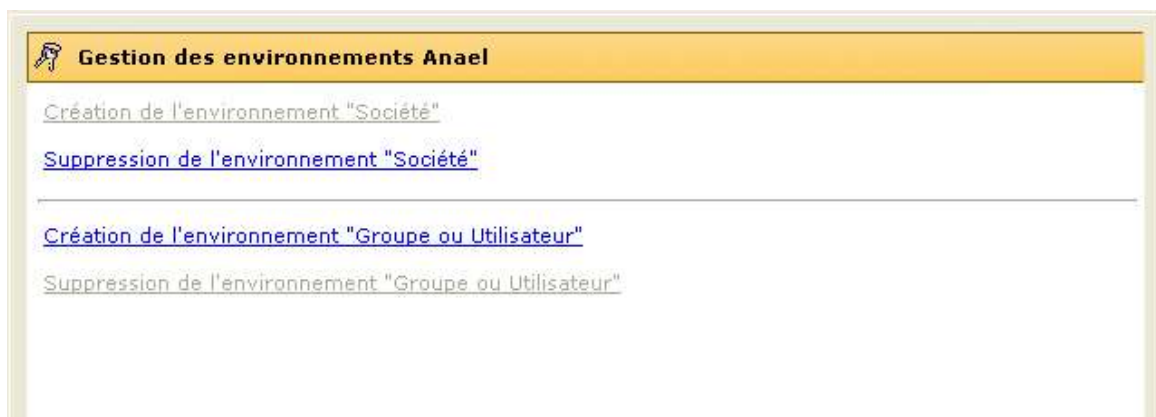 Gestion des environnements Anael
Création de l'environnement "Société"
Suppression de l'environnement "Société"
Création de l'environnement "Groupe ou Utilisateur"
Suppression de l'environnement "Groupe ou Utilisateur"